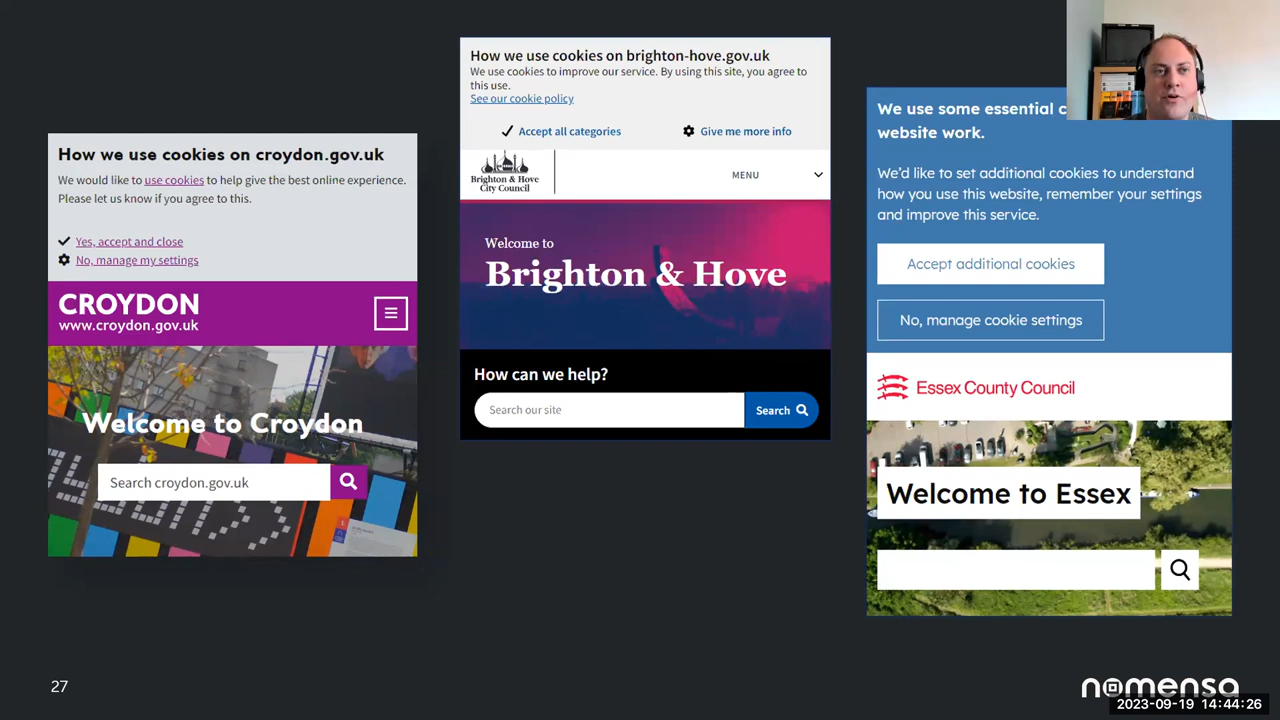 How we use cookies on croydon.gov.uk
We would like to use cookies to help give the best online experience.
Please let us know if you agree to this.
Yes, accept and close
No, manage my settings
CROYDON
www.croydon.gov.uk
Welcome to Croydon
Search croydon.gov.uk
How we use cookies on brighton-hove.gov.uk
We use cookies to improve our service. By using this site, you agree to
this use.
See our cookie policy
Accept all categories
Give me more info
Brighton & Hove
City Council
MENU
Welcome to
Brighton & Hove
How can we help?
Search our site
Search
We use some essential
website work.
We'd like to set additional cookies to understand
how you use this website, remember your settings
and improve this service.
Accept additional cookies
No, manage cookie settings
Essex County Council
Welcome to Essex
27
nomensa
2023-09-19 14:44:26